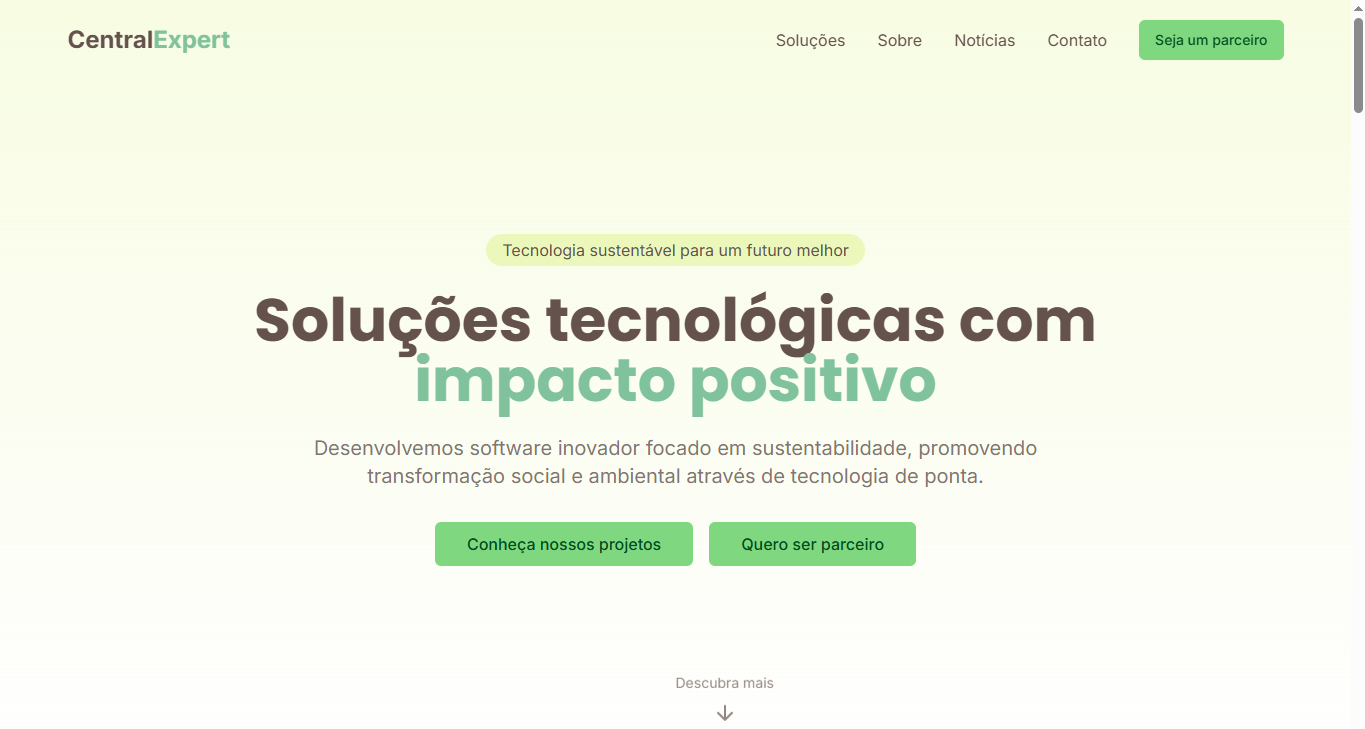 CentralExpert
Soluções
Sobre
Notícias
Contato
Seja um parceiro
Tecnologia sustentável para um futuro melhor
Soluções tecnológicas com
impacto positivo
Desenvolvemos software inovador focado em sustentabilidade, promovendo
transformação social e ambiental através de tecnologia de ponta.
Conheça nossos projetos
Quero ser parceiro
Descubra mais